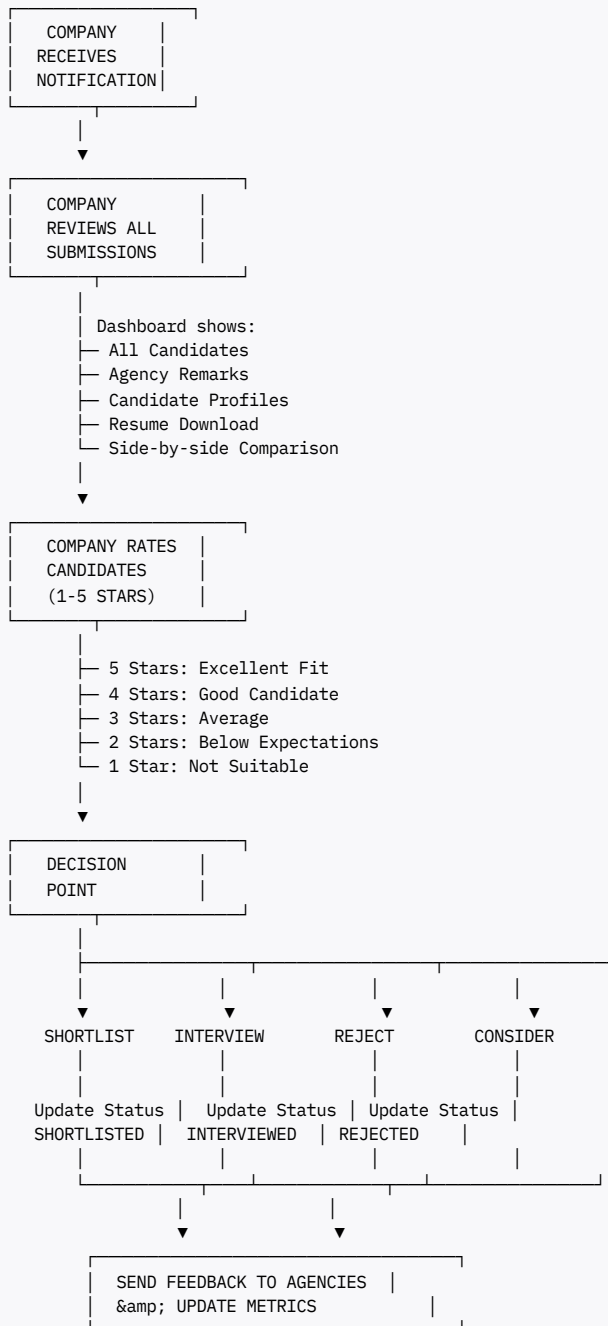 COMPANY
RECEIVES
NOTIFICATION
COMPANY
REVIEWS ALL
SUBMISSIONS
Dashboard shows:
All Candidates
Agency Remarks
Candidate Profiles
Resume Download
Side-by-side Comparison
COMPANY RATES
CANDIDATES
(1-5 STARS)
5 Stars: Excellent Fit
4 Stars: Good Candidate
3 Stars: Average
2 Stars: Below Expectations
1 Star: Not Suitable
DECISION
POINT
SHORTLIST INTERVIEW REJECT CONSIDER
Update Status Update Status Update Status
SHORTLISTED INTERVIEWED REJECTED
SEND FEEDBACK TO AGENCIES
&amp; UPDATE METRICS